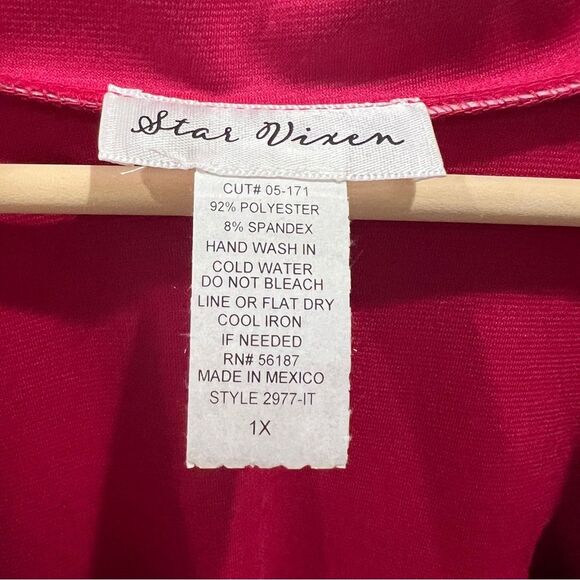 Star Vixen
CUT# 05-171
92% POLYESTER
8% SPANDEX
HAND WASH IN
COLD WATER
DO NOT BLEACH
LINE OR FLAT DRY
COOL IRON
IF NEEDED
RN# 56187
MADE IN MEXICO
STYLE 2977-IT
1X